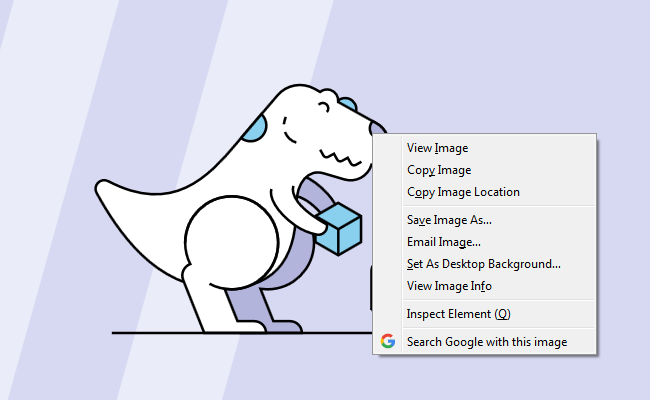 View Image
Copy Image
Copy Image Location
Save Image As...
Email Image...
Set As Desktop Background...
View Image Info
Inspect Element (Q)
Search Google with this image